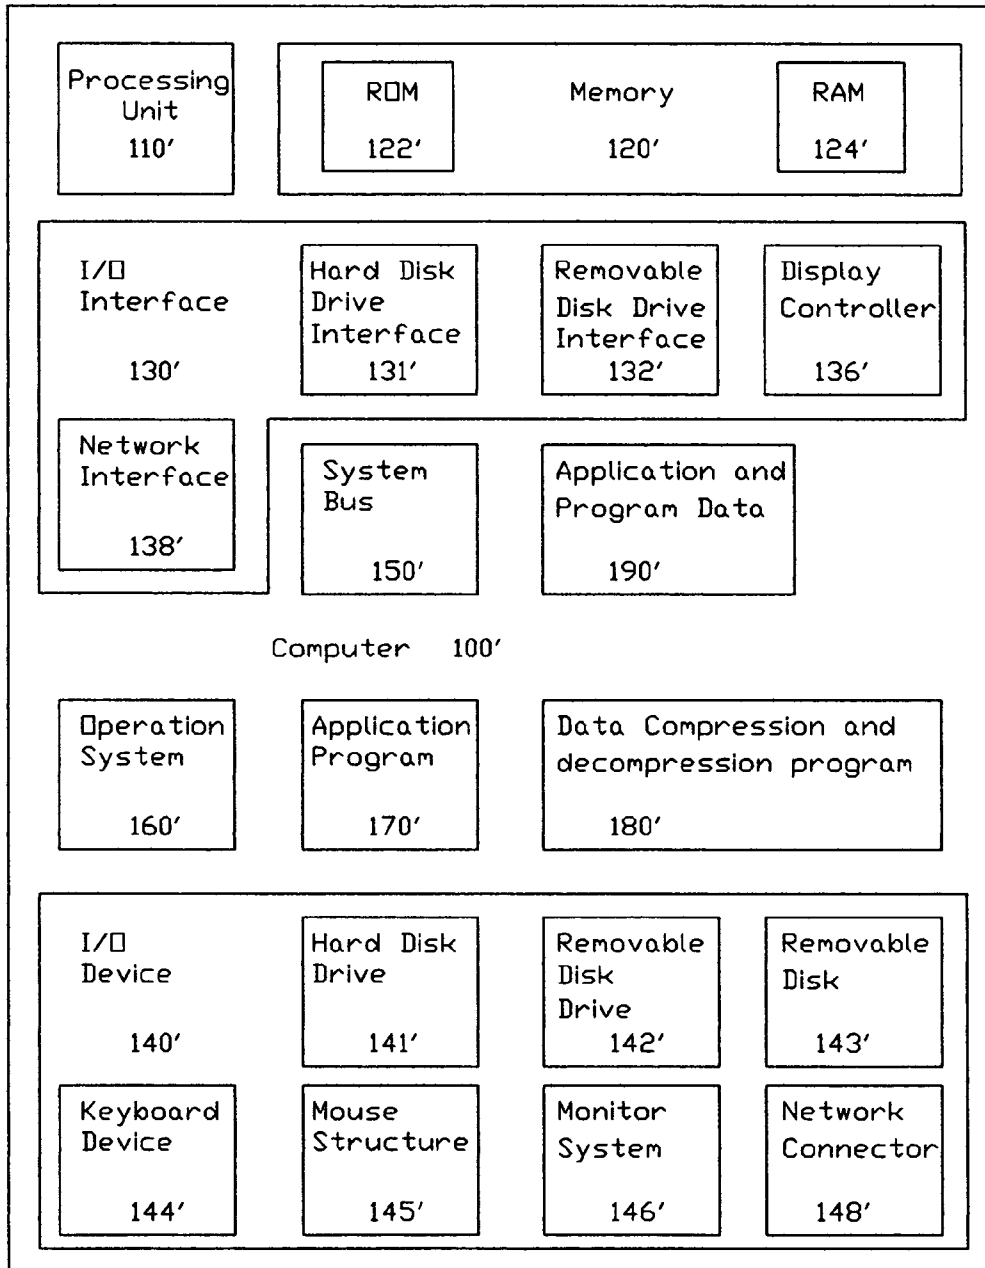 Processing
Unit
110′
ROM
122′
Memory
120′
RAM
124′
I/O
Interface
130′
Hard Disk
Drive
Interface
131′
Removable
Disk Drive
Interface
132′
Display
Controller
136′
Network
Interface
138′
System
Bus
150′
Application and
Program Data
190′
Computer 100′
Operation
System
160′
Application
Program
170′
Data Compression and
decompression program
180′
I/O
Device
140′
Hard Disk
Drive
141′
Removable
Disk
Drive
142′
Removable
Disk
143′
Keyboard
Device
144′
Mouse
Structure
145′
Monitor
System
146′
Network
Connector
148′